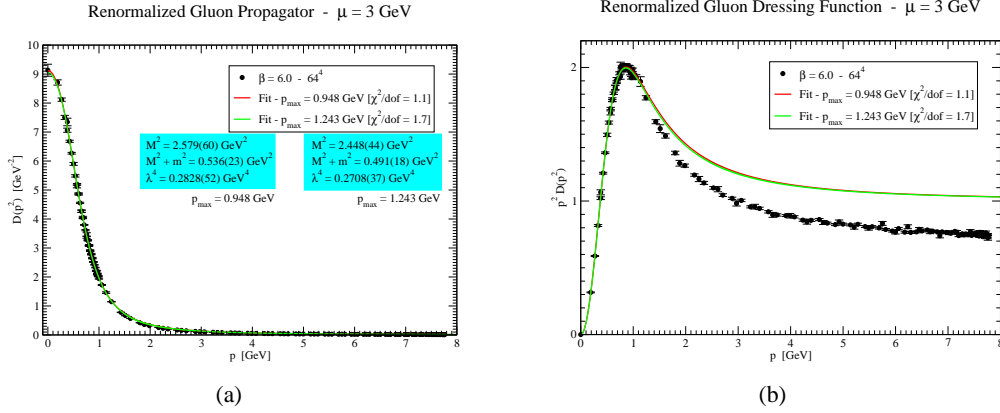 Renormalized Gluon Propagator - μ = 3 GeV
10
9
8
7
6
5
4
3
2
1
0
D(p²) [GeV⁻²]
β = 6.0 - 64⁴
Fit - p_max = 0.948 GeV [χ²/dof = 1.1]
Fit - p_max = 1.243 GeV [χ²/dof = 1.7]
M² = 2.579(60) GeV²
M² + m² = 0.536(23) GeV²
λ⁴ = 0.2828(52) GeV⁴
p_max = 0.948 GeV
M² = 2.448(44) GeV²
M² + m² = 0.491(18) GeV²
λ⁴ = 0.2708(37) GeV⁴
p_max = 1.243 GeV
0 1 2 3 4 5 6 7 8
p [GeV]
(a)
Renormalized Gluon Dressing Function - μ = 3 GeV
2
1
0
p² D(p²)
β = 6.0 - 64⁴
Fit - p_max = 0.948 GeV [χ²/dof = 1.1]
Fit - p_max = 1.243 GeV [χ²/dof = 1.7]
0 1 2 3 4 5 6 7 8
p [GeV]
(b)